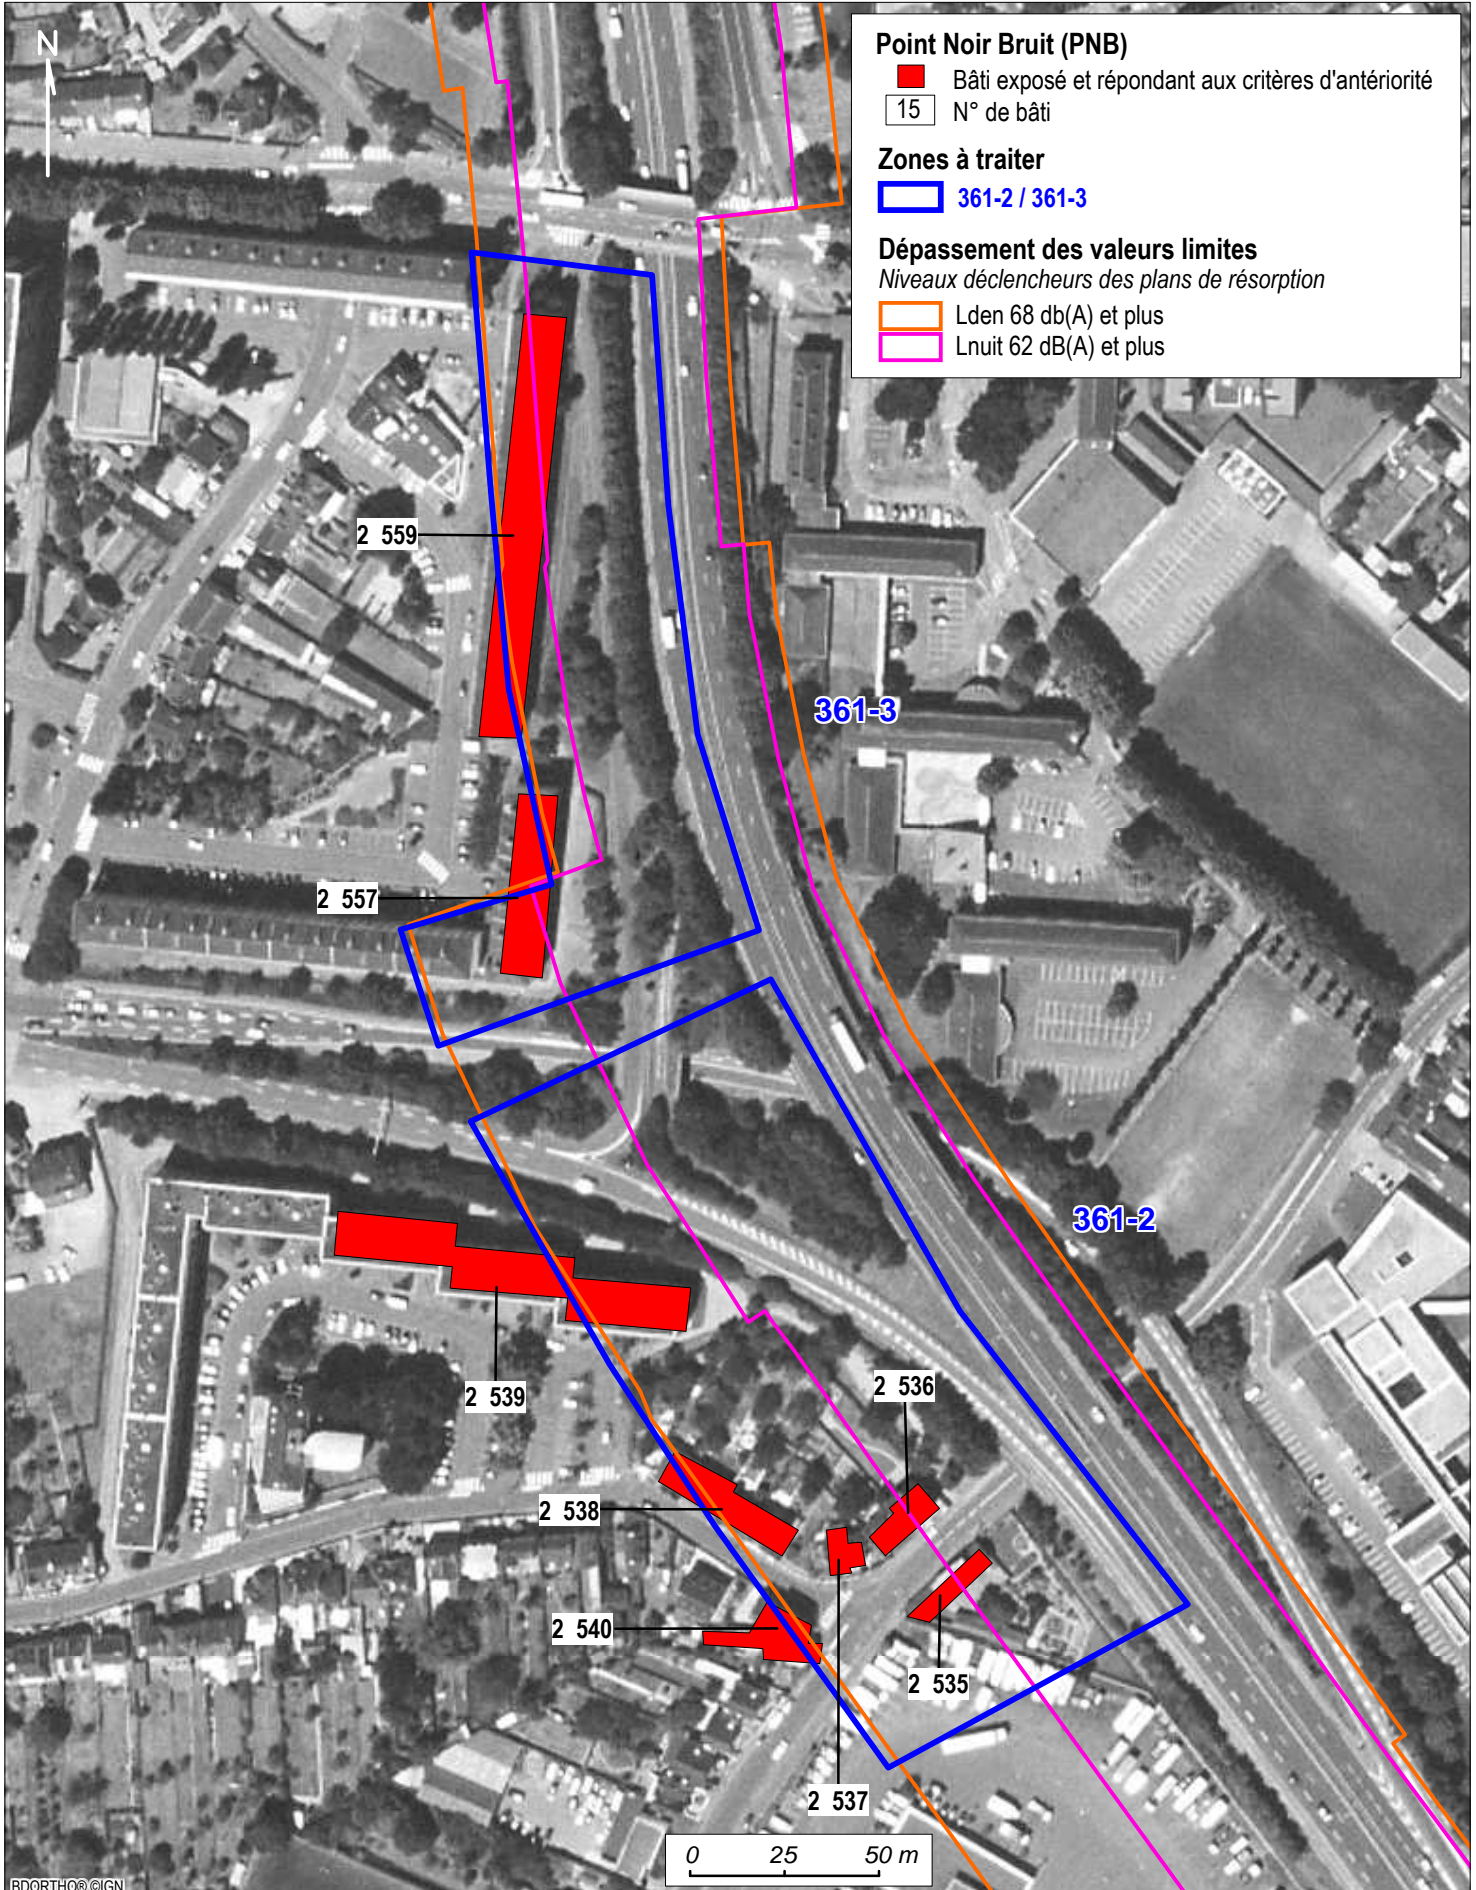 N
Point Noir Bruit (PNB)
Bâti exposé et répondant aux critères d'antériorité
15 N° de bâti
Zones à traiter
361-2 / 361-3
Dépassement des valeurs limites
Niveaux déclencheurs des plans de résorption
Lden 68 db(A) et plus
Lnuit 62 dB(A) et plus
2 559
361-3
2 557
361-2
2 536
2 539
2 538
2 540
2 535
2 537
0 25 50 m
BDORTHO® ©IGN